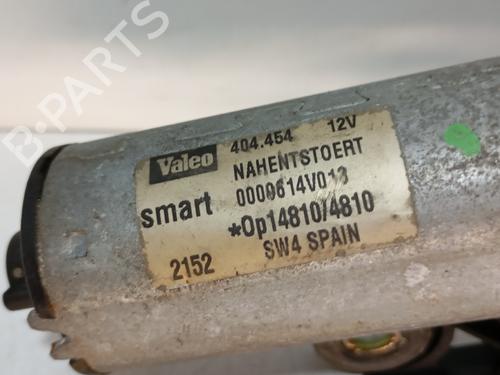 B-PARTS
Valeo 404.454 12V
NAHENTSTOERT
smart 0000614V013
*Op14810/4810
2152 SW4 SPAIN